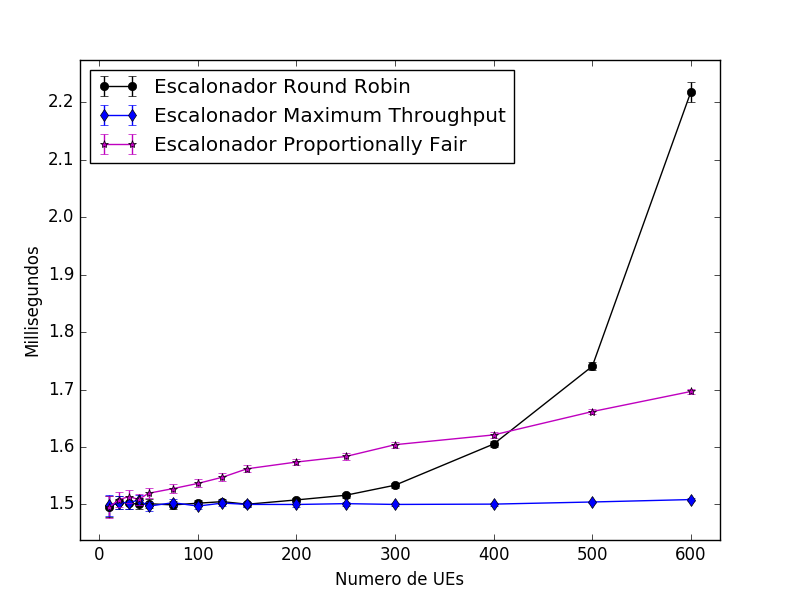 Escalonador Round Robin
Escalonador Maximum Throughput
Escalonador Proportionally Fair
2.2
2.1
2.0
1.9
1.8
1.7
1.6
1.5
Millisegundos
0 100 200 300 400 500 600
Numero de UEs